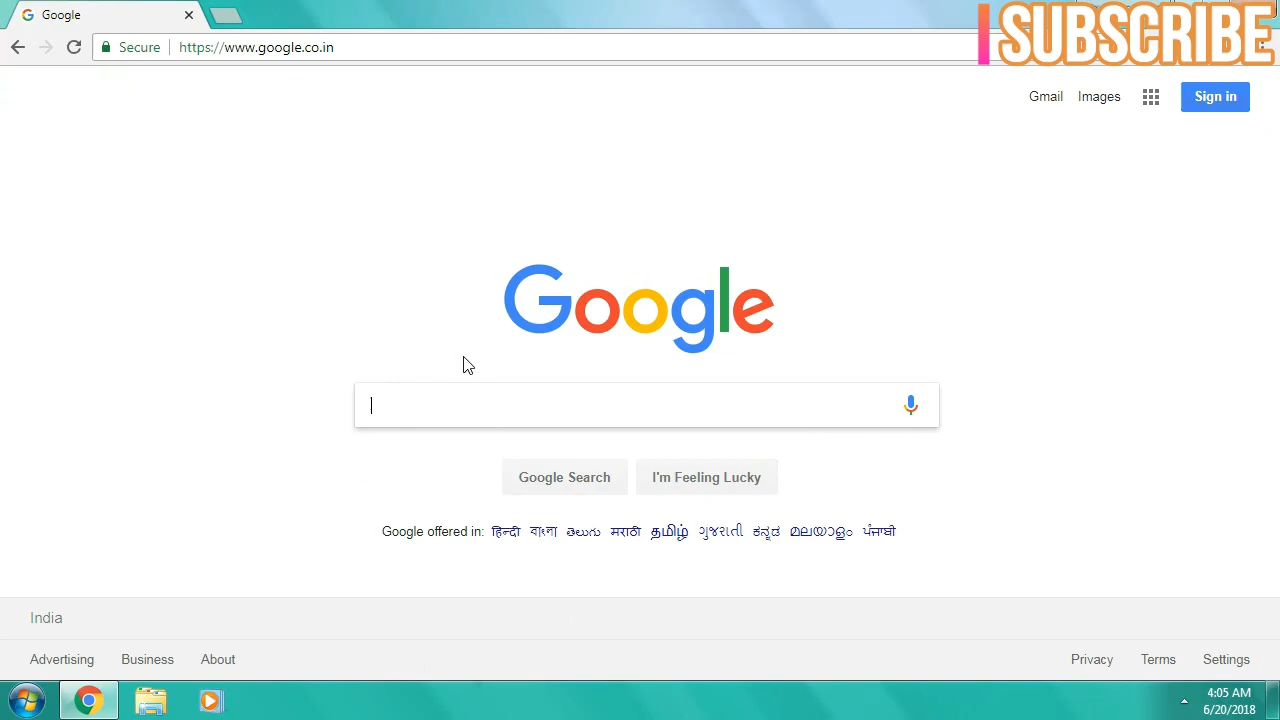 Google
SUBSCRIBE
Secure https://www.google.co.in
Gmail Images Sign in
Google
Google Search I'm Feeling Lucky
Google offered in: हिन्दी বাংলা తెలుగు मराठी தமிழ் ગુજરાતી ಕನ್ನಡ മലയാളം ਪੰਜਾਬੀ
India
Advertising Business About Privacy Terms Settings
4:05 AM
6/20/2018